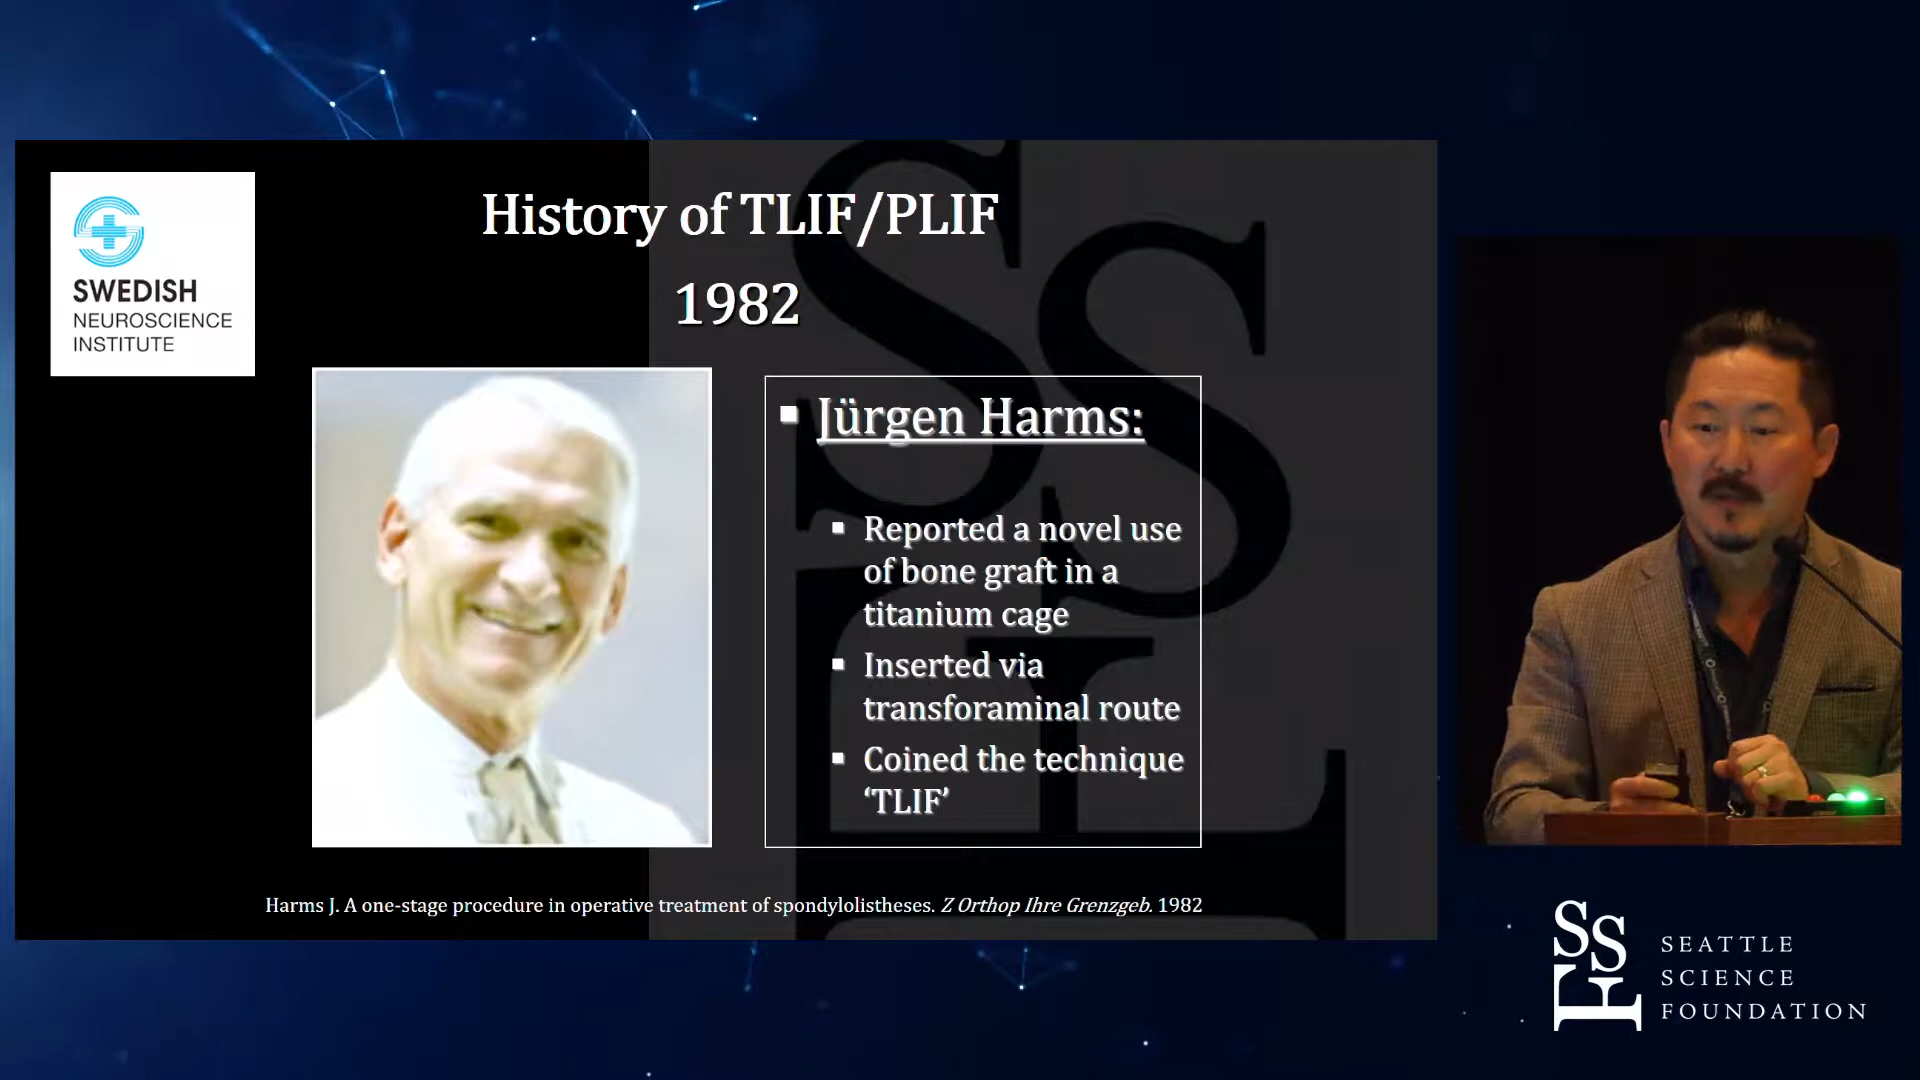 SWEDISH
NEUROSCIENCE
INSTITUTE
History of TLIF/PLIF
1982
Jürgen Harms:
Reported a novel use
of bone graft in a
titanium cage
Inserted via
transforaminal route
Coined the technique
‘TLIF’
Harms J. A one-stage procedure in operative treatment of spondylolistheses. Z Orthop Ihre Grenzgeb. 1982
SSF
SEATTLE
SCIENCE
FOUNDATION